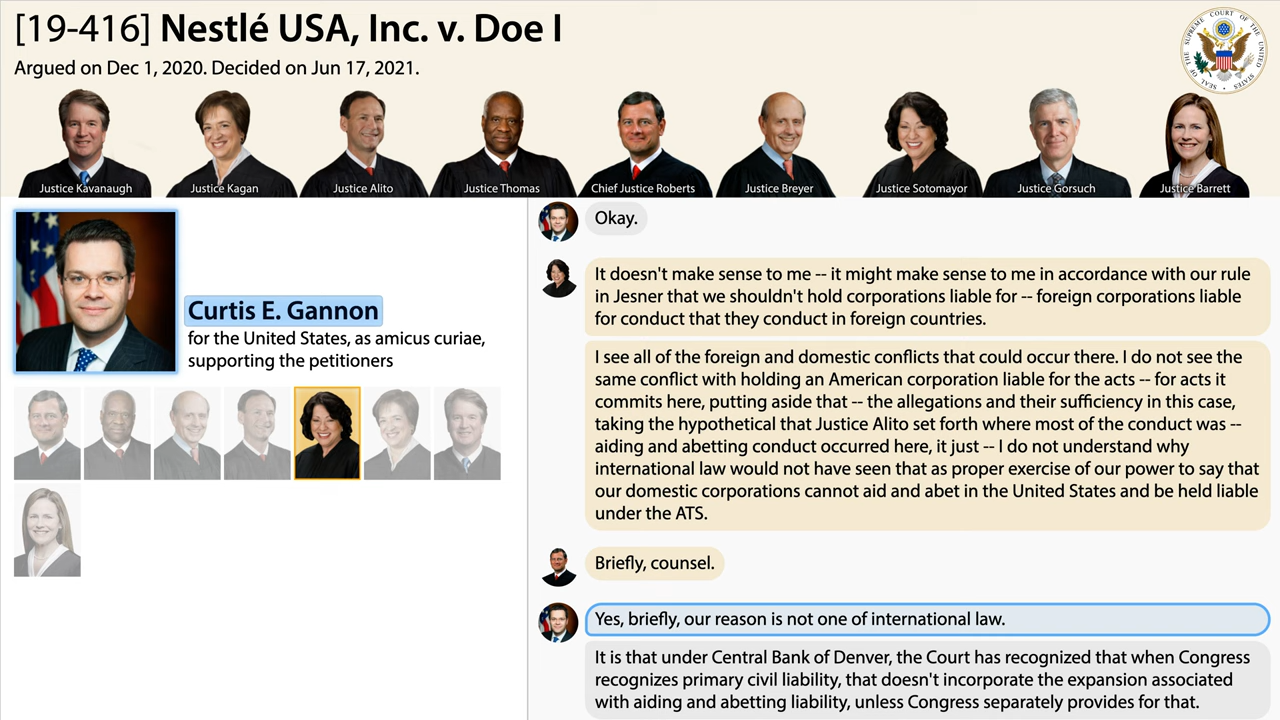 [19-416] Nestlé USA, Inc. v. Doe I
Argued on Dec 1, 2020. Decided on Jun 17, 2021.
SUPREME COURT OF THE UNITED STATES
SEAL OF THE
Justice Kavanaugh
Justice Kagan
Justice Alito
Justice Thomas
Chief Justice Roberts
Justice Breyer
Justice Sotomayor
Justice Gorsuch
Justice Barrett
Curtis E. Gannon
for the United States, as amicus curiae,
supporting the petitioners
Okay.
It doesn't make sense to me -- it might make sense to me in accordance with our rule
in Jesner that we shouldn't hold corporations liable for -- foreign corporations liable
for conduct that they conduct in foreign countries.
I see all of the foreign and domestic conflicts that could occur there. I do not see the
same conflict with holding an American corporation liable for the acts -- for acts it
commits here, putting aside that -- the allegations and their sufficiency in this case,
taking the hypothetical that Justice Alito set forth where most of the conduct was --
aiding and abetting conduct occurred here, it just -- I do not understand why
international law would not have seen that as proper exercise of our power to say that
our domestic corporations cannot aid and abet in the United States and be held liable
under the ATS.
Briefly, counsel.
Yes, briefly, our reason is not one of international law.
It is that under Central Bank of Denver, the Court has recognized that when Congress
recognizes primary civil liability, that doesn't incorporate the expansion associated
with aiding and abetting liability, unless Congress separately provides for that.